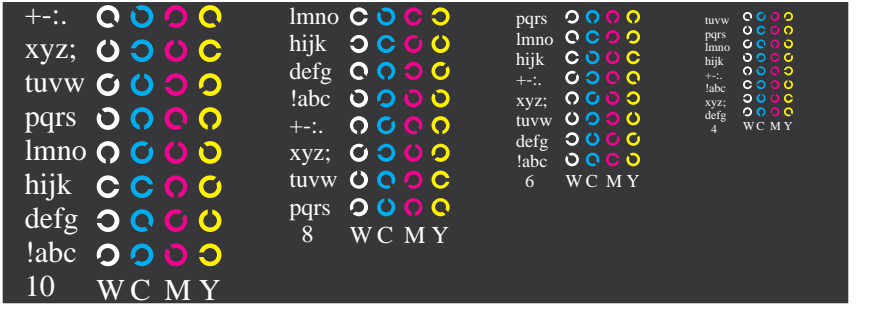 +-:.
xyz;
tuvw
pqrs
lmno
hijk
defg
!abc
10 W C M Y
lmno
hijk
defg
!abc
+-:.
xyz;
tuvw
pqrs
8 W C M Y
pqrs
lmno
hijk
+-:.
xyz;
tuvw
defg
!abc
6 W C M Y
tuvw
pqrs
lmno
hijk
+-:.
!abc
xyz;
defg
4 W C M Y